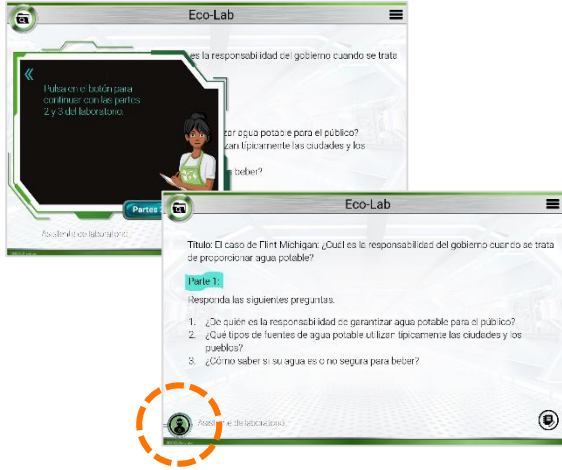 Eco-Lab
es la responsabilidad del gobierno cuando se trata
Pulsa en el botón para
continuar con las partes
2 y 3 del laboratorio.
zar agua potable para el público?
zan típicamente las ciudades y los
beber?
Partes
Asistente de laboratorio
Eco-Lab
Título: El caso de Flint Michigan: ¿Cuál es la responsabilidad del gobierno cuando se trata
de proporcionar agua potable?
Parte 1:
Responda las siguientes preguntas.
1. ¿De quién es la responsabilidad de garantizar agua potable para el público?
2. ¿Qué tipos de fuentes de agua potable utilizan típicamente las ciudades y los
pueblos?
3. ¿Cómo saber si su agua es o no segura para beber?
Asistente de laboratorio